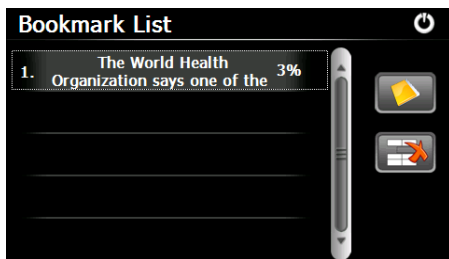 Bookmark List
1. The World Health 3%
Organization says one of the